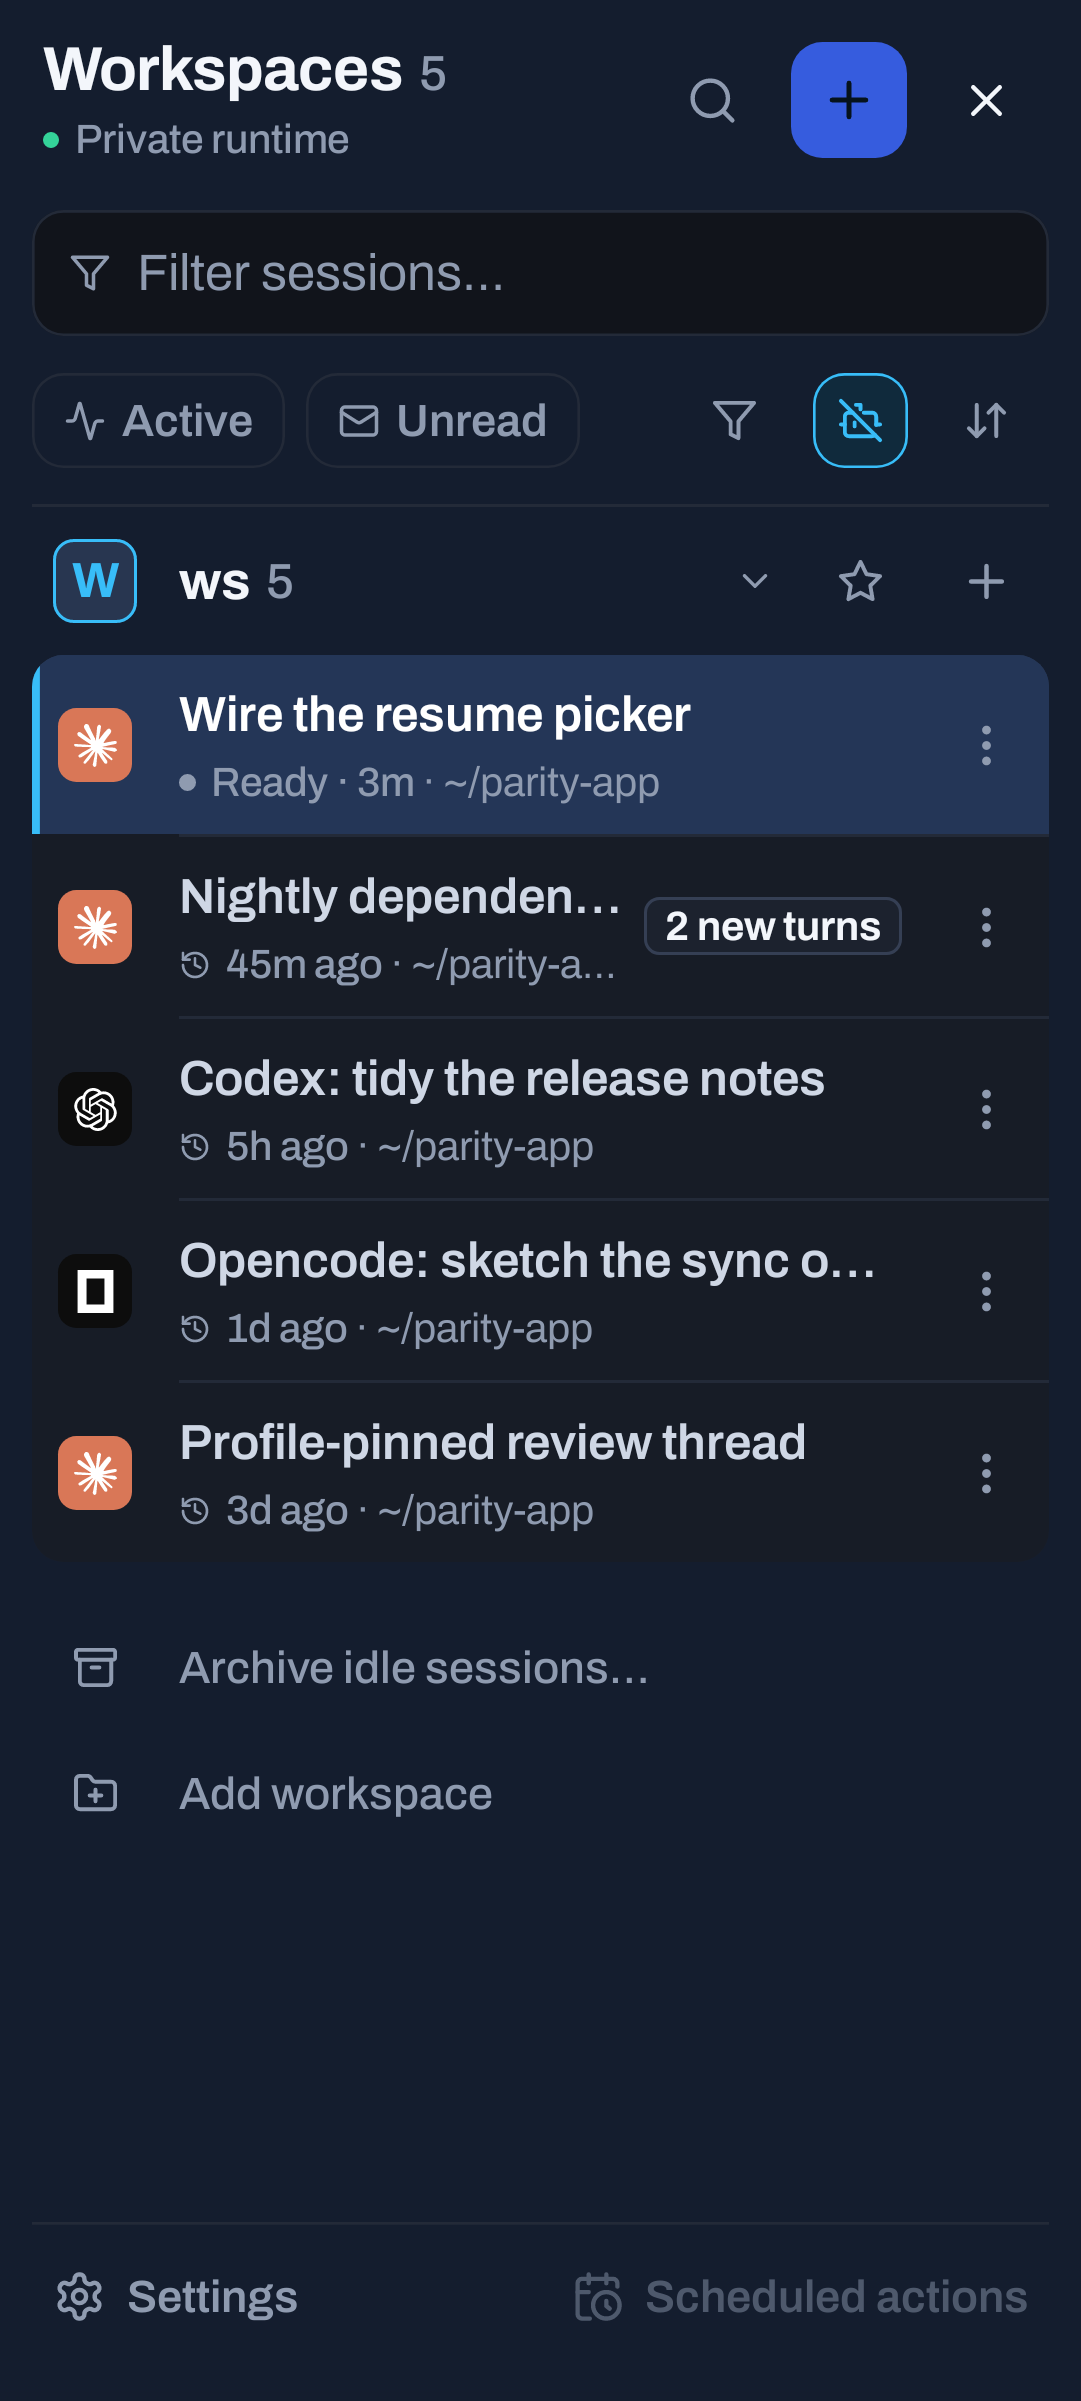 Workspaces 5
Private runtime
Filter sessions...
Active
Unread
W
ws 5
Wire the resume picker
Ready · 3m · ~/parity-app
Nightly dependen...
2 new turns
45m ago · ~/parity-a...
Codex: tidy the release notes
5h ago · ~/parity-app
Opencode: sketch the sync o...
1d ago · ~/parity-app
Profile-pinned review thread
3d ago · ~/parity-app
Archive idle sessions...
Add workspace
Settings
Scheduled actions